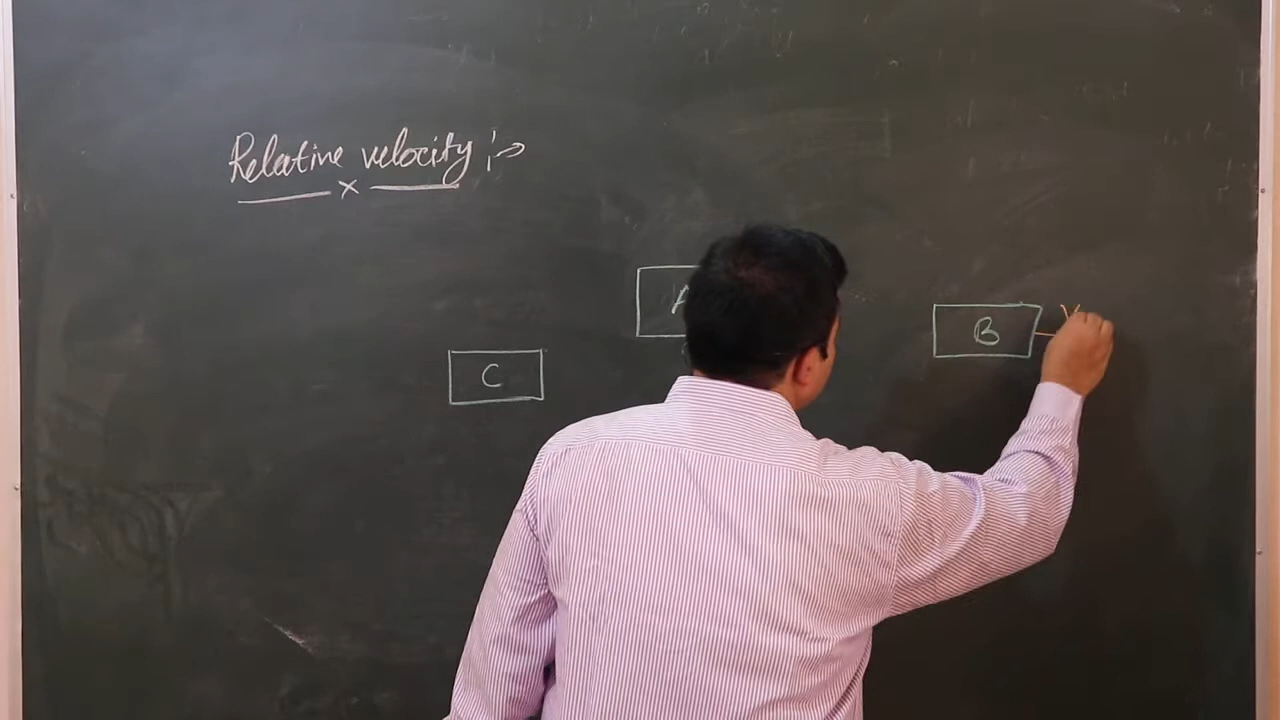 Relative velocity :→
x
A
B
V
C